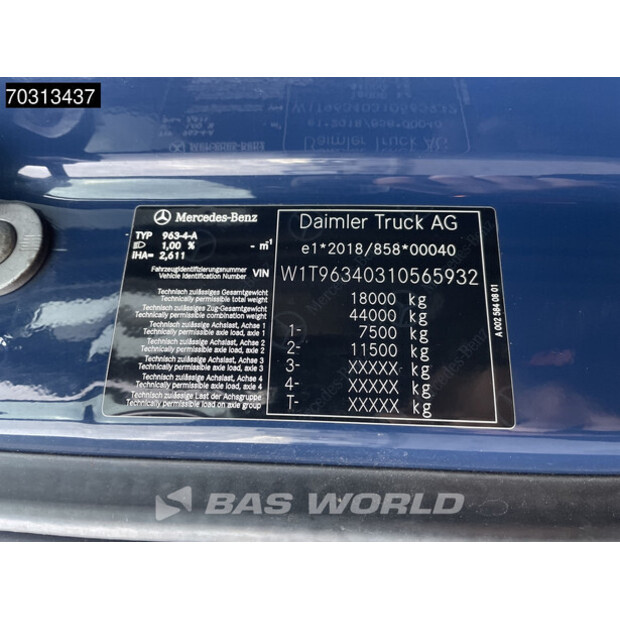 70313437
Mercedes-Benz
TYP 963-4-A
1,00 % - m⁻¹
IHA= 2,611
Fahrzeugidentifizierungsnummer
Vehicle Identification Number VIN
Technisch zulässiges Gesamtgewicht
Technically permissible total weight
Technisch zulässiges Zug-Gesamtgewicht
Technically permissible combination weight
Technisch zulässige Achslast, Achse 1
Technically permissible axle load, axle 1
Technisch zulässige Achslast, Achse 2
Technically permissible axle load, axle 2
Technisch zulässige Achslast, Achse 3
Technically permissible axle load, axle 3
Technisch zulässige Achslast, Achse 4
Technically permissible axle load, axle 4
Technisch zulässige Last der Achsgruppe
Technically permissible load on axle group
Daimler Truck AG
e1*2018/858*00040
W1T96340310565932
18000 kg
44000 kg
1- 7500 kg
2- 11500 kg
3- XXXXX kg
4- XXXXX kg
T- XXXXX kg
A 002 584 08 01
BAS WORLD